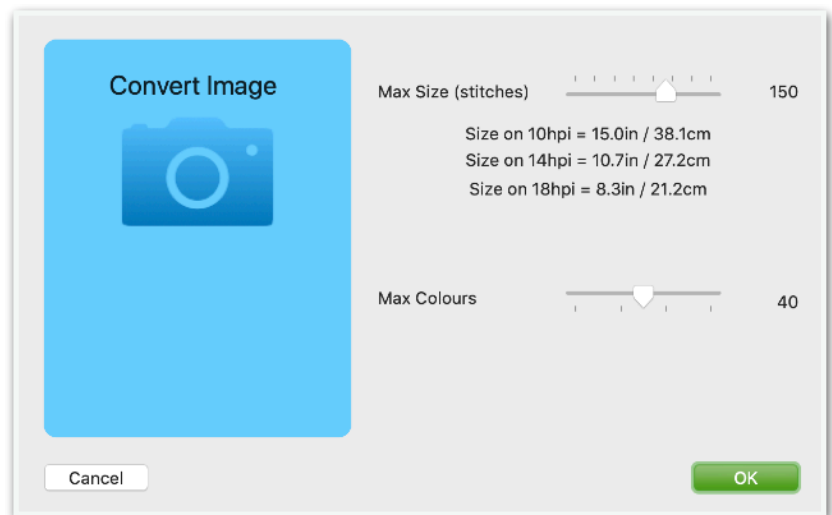 Convert Image
Max Size (stitches)
150
Size on 10hpi = 15.0in / 38.1cm
Size on 14hpi = 10.7in / 27.2cm
Size on 18hpi = 8.3in / 21.2cm
Max Colours
40
Cancel
OK